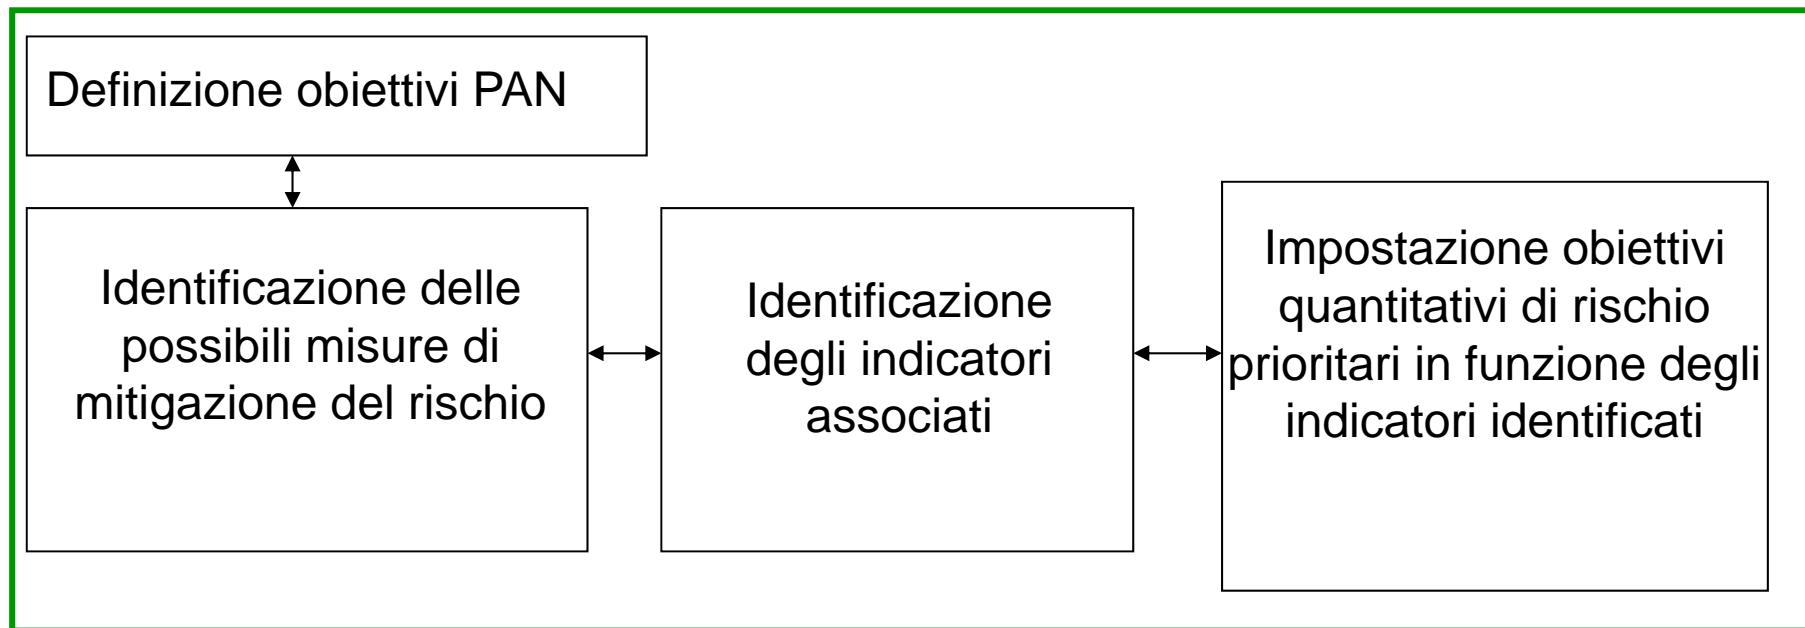 Definizione obiettivi PAN
Identificazione delle
possibili misure di
mitigazione del rischio
Identificazione
degli indicatori
associati
Impostazione obiettivi
quantitativi di rischio
prioritari in funzione degli
indicatori identificati